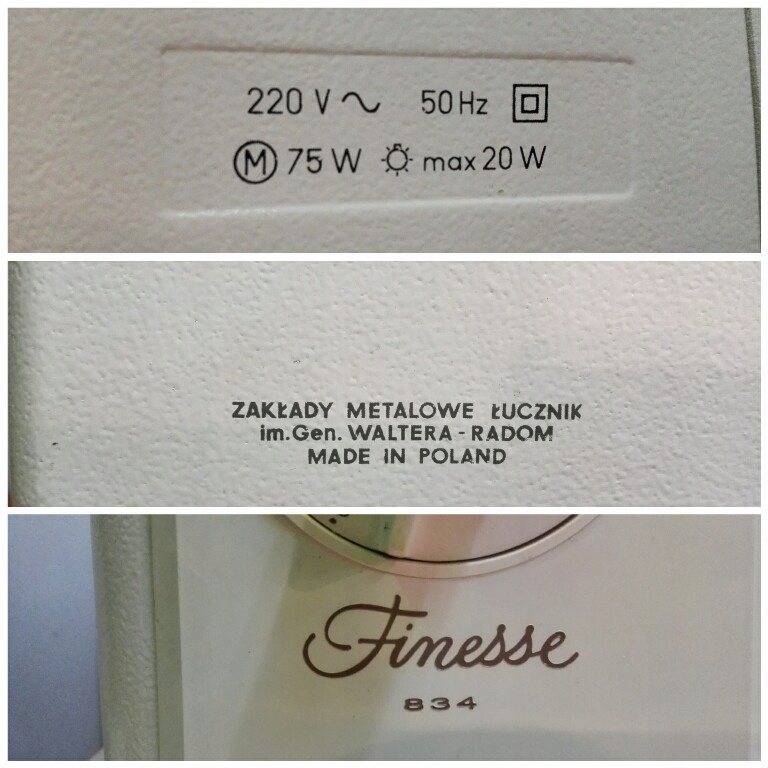 220 V ~ 50 Hz
M 75 W max 20 W
ZAKŁADY METALOWE ŁUCZNIK
im.Gen. WALTERA - RADOM
MADE IN POLAND
Finesse
834